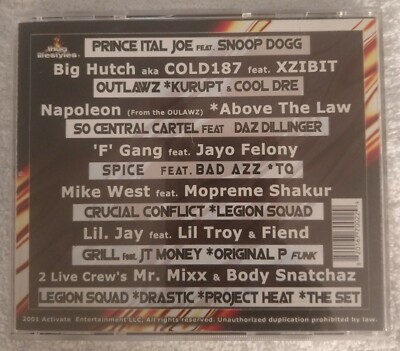 thug
lifestyles
PRINCE ITAL JOE FEAT. SNOOP DOGG
Big Hutch aka COLD187 feat. XZIBIT
OUTLAWZ *KURUPT & COOL DRE
Napoleon (From the OULAWZ) *Above The Law
SO CENTRAL CARTEL FEAT DAZ DILLINGER
'F' Gang feat. Jayo Felony
SPICE FEAT. BAD AZZ *TQ
Mike West feat. Mopreme Shakur
CRUCIAL CONFLICT *LEGION SQUAD
Lil. Jay feat. Lil Troy & Fiend
GRILL FEAT. JT MONEY *ORIGINAL P FUNK
2 Live Crew's Mr. Mixx & Body Snatchaz
LEGION SQUAD *DRASTIC *PROJECT HEAT *THE SET
2001 Activate Entertainment LLC. All rights reserved. Unauthorized duplication prohibited by law.